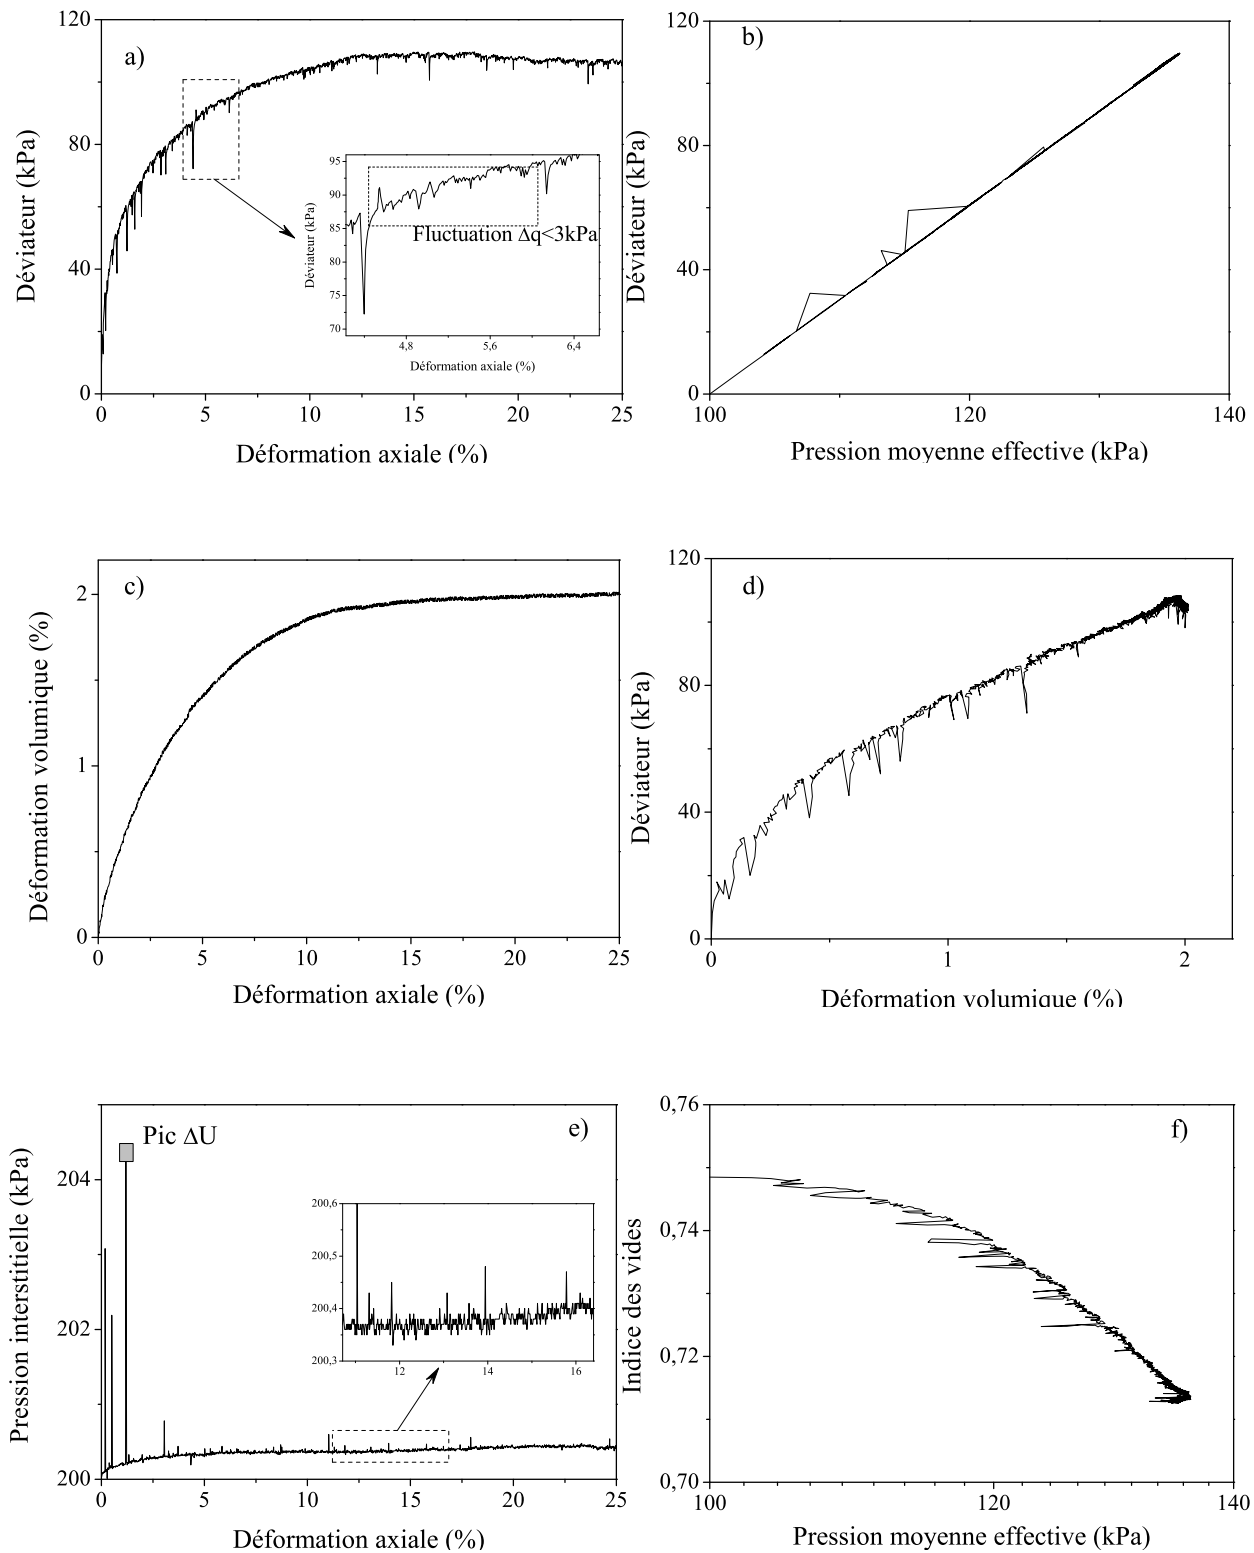 a)
120
80
40
0
Déviateur (kPa)
0 5 10 15 20 25
Déformation axiale (%)
95
90
85
80
75
70
Déviateur (kPa)
4,8 5,6 6,4
Déformation axiale (%)
Fluctuation Δq<3kPa
b)
120
80
40
0
Déviateur (kPa)
100 120 140
Pression moyenne effective (kPa)
c)
2
1
0
Déformation volumique (%)
0 5 10 15 20 25
Déformation axiale (%)
d)
120
80
40
0
Déviateur (kPa)
0 1 2
Déformation volumique (%)
e)
Pic ΔU
204
202
200
Pression interstitielle (kPa)
0 5 10 15 20 25
Déformation axiale (%)
200,6
200,5
200,4
200,3
12 14 16
f)
0,76
0,74
0,72
0,70
Indice des vides
100 120 140
Pression moyenne effective (kPa)